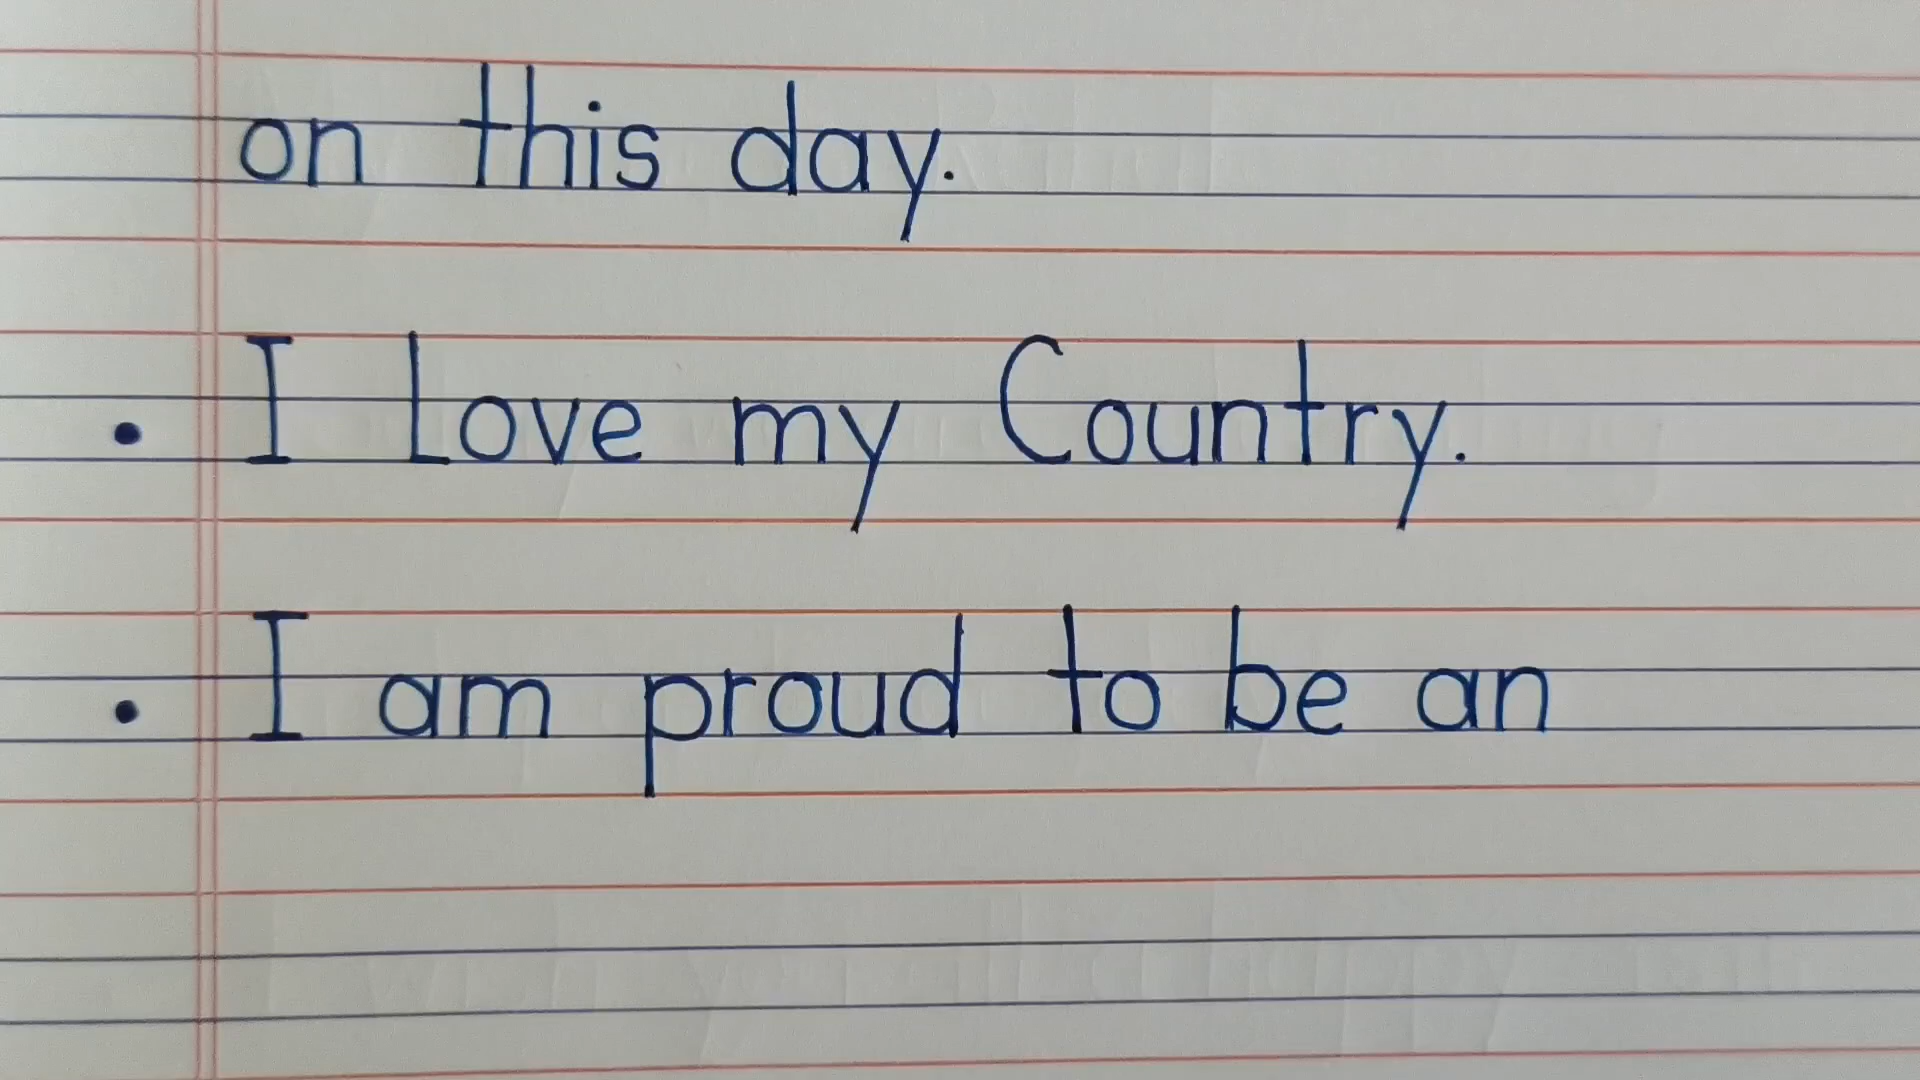 on this day.
• I Love my Country.
• I am proud to be an